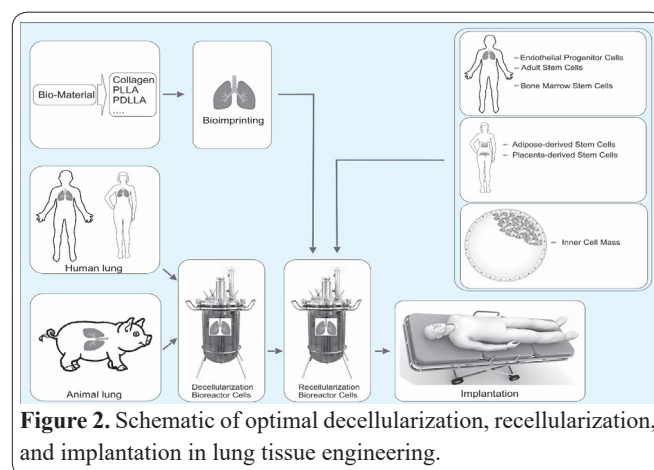 Bio-Material
Collagen
PLLA
PDLLA
....
Bioimprinting
Endothelial Progenitor Cells
Adult Stem Cells
Bone Marrow Stem Cells
Adipose-derived Stem Cells
Placenta-derived Stem Cells
Inner Cell Mass
Human lung
Animal lung
Decellularization
Bioreactor Cells
Recellularization
Bioreactor Cells
Implantation
Figure 2. Schematic of optimal decellularization, recellularization,
and implantation in lung tissue engineering.